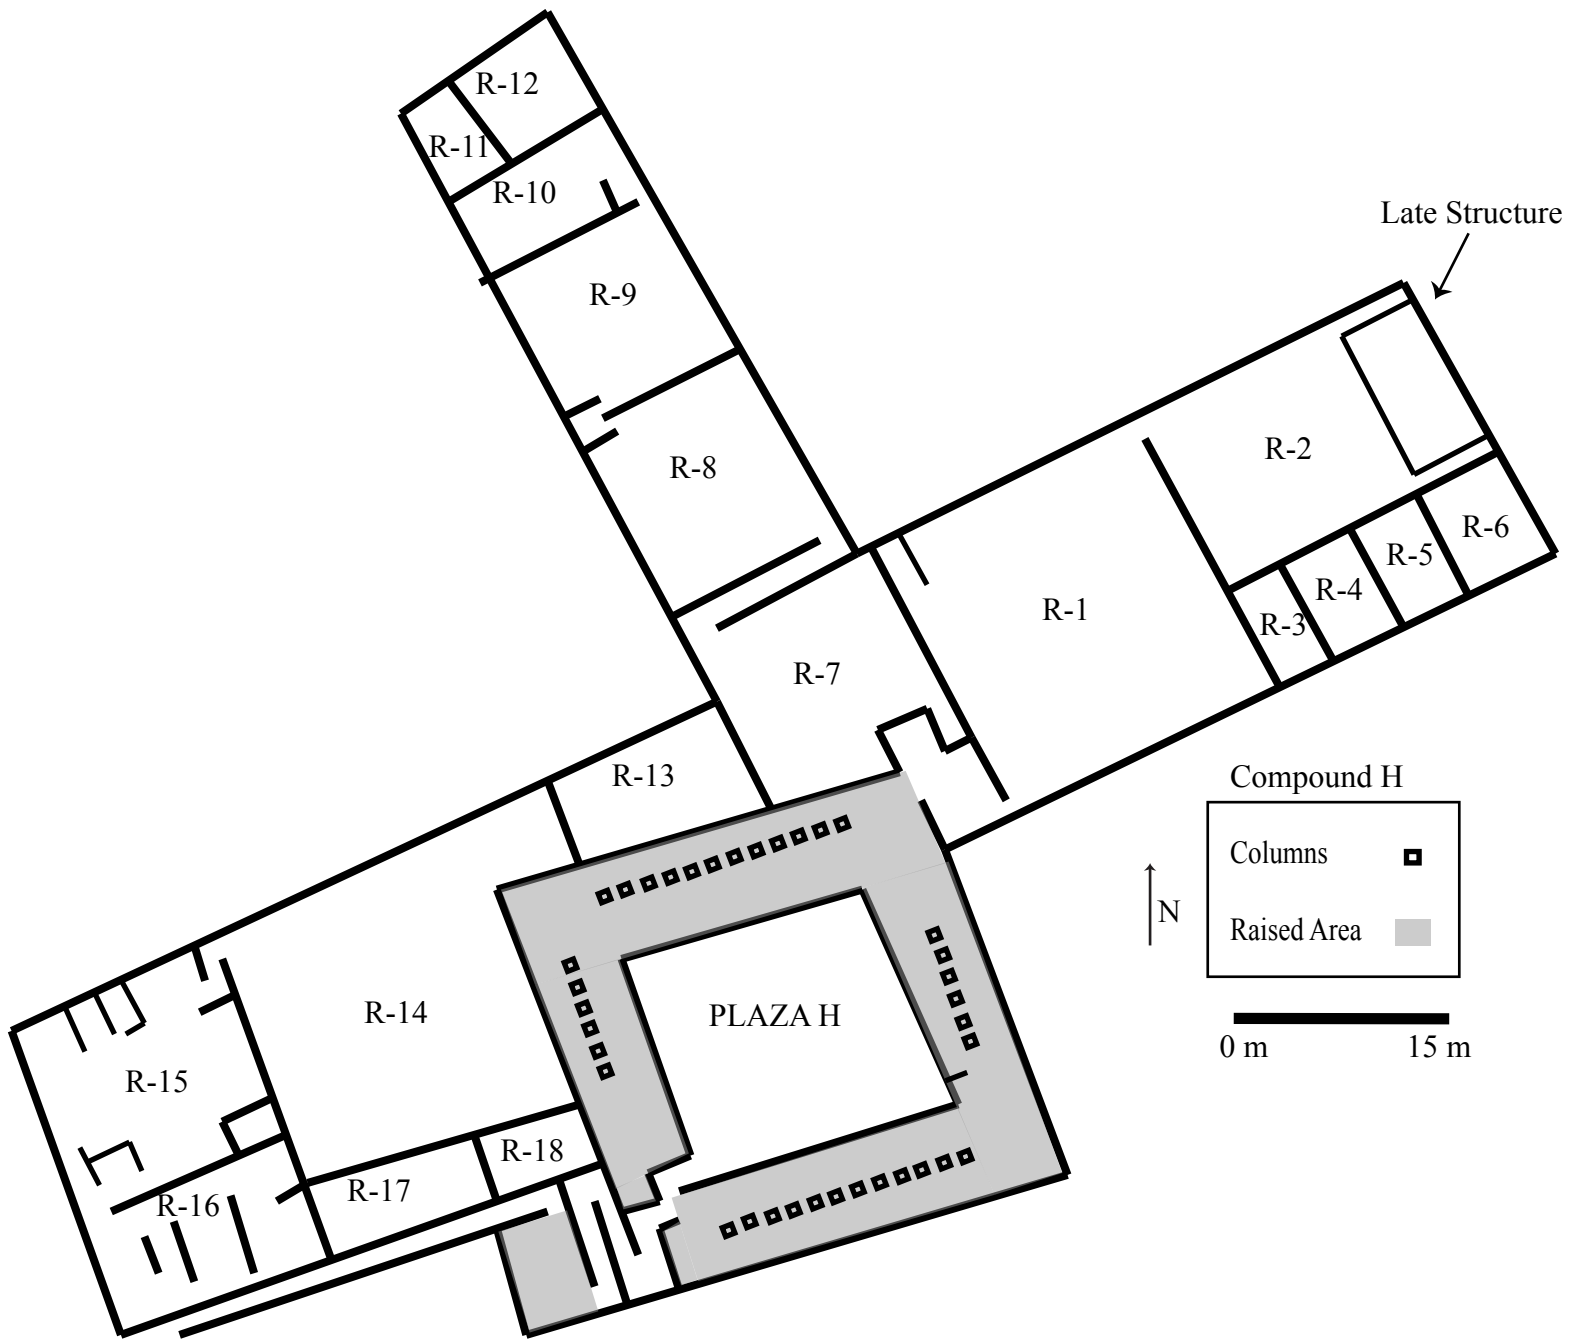 R-12
R-11
R-10
Late Structure
R-9
R-2
R-8
R-6
R-5
R-4
R-1
R-3
R-7
R-13
Compound H
Columns
N
Raised Area
R-14
PLAZA H
0 m
15 m
R-15
R-18
R-17
R-16